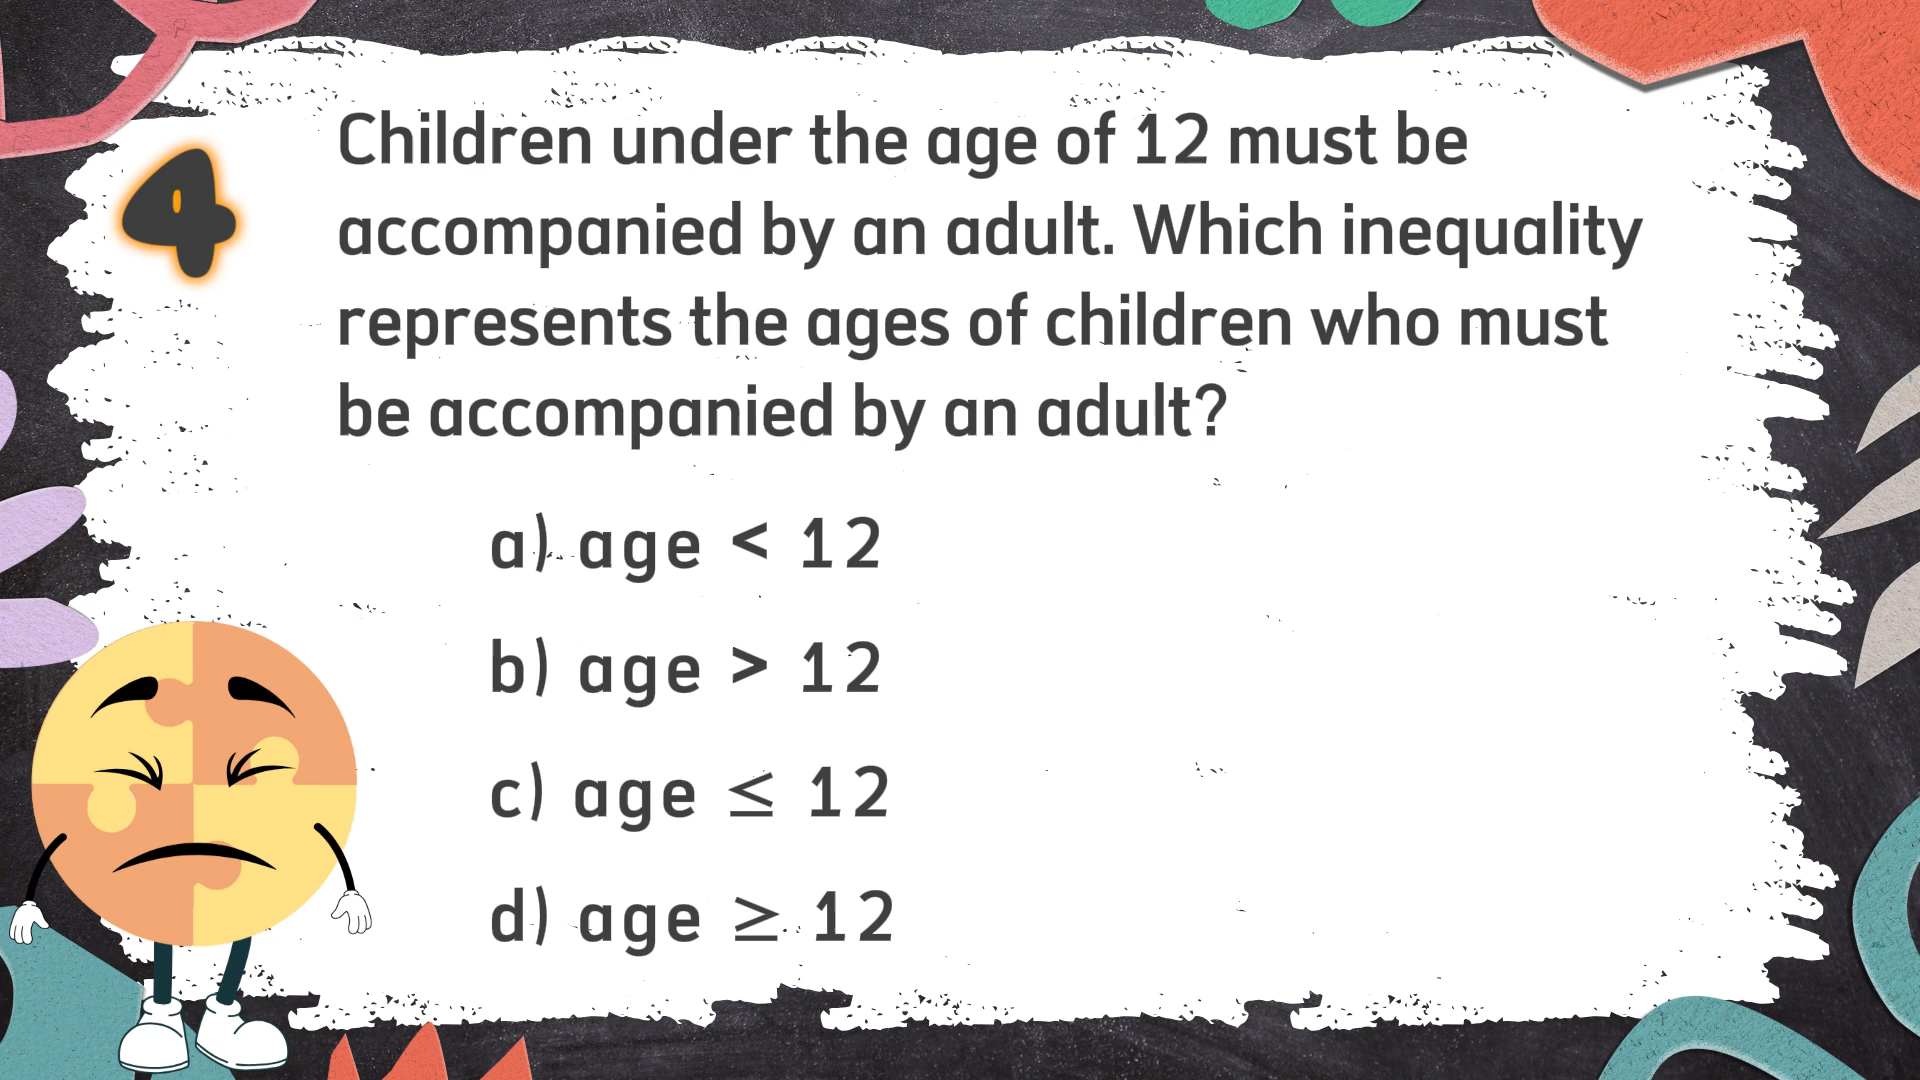 4
Children under the age of 12 must be
accompanied by an adult. Which inequality
represents the ages of children who must
be accompanied by an adult?
a) age < 12
b) age > 12
c) age ≤ 12
d) age ≥ 12